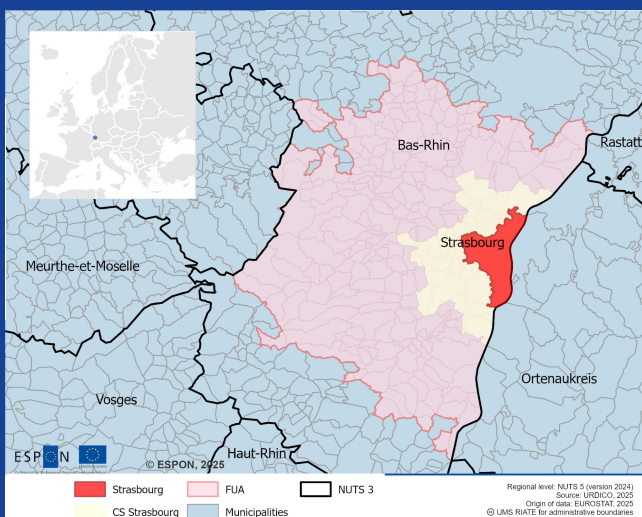 Bas-Rhin
Rastatt
Strasbourg
Meurthe-et-Moselle
Ortenaukreis
Vosges
Haut-Rhin
ESPON
© ESPON, 2025
Strasbourg
FUA
NUTS 3
CS Strasbourg
Municipalities
Regional level: NUTS 5 (version 2024)
Source: URDICO, 2025
Origin of data: EUROSTAT, 2025
© UMS RIATE for administrative boundaries